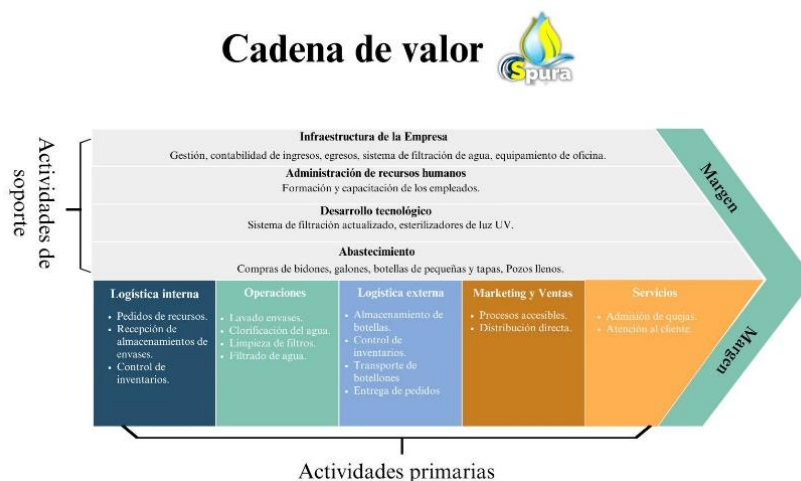 Cadena de valor
Spura
Actividades de
soporte
Infraestructura de la Empresa
Gestión, contabilidad de ingresos, egresos, sistema de filtración de agua, equipamiento de oficina.
Administración de recursos humanos
Formación y capacitación de los empleados.
Desarrollo tecnológico
Sistema de filtración actualizado, esterilizadores de luz UV.
Abastecimiento
Compras de bidones, galones, botellas de pequeñas y tapas, Pozos llenos.
Margen
Logística interna
• Pedidos de recursos.
• Recepción de
almacenamientos de
envases.
• Control de
inventarios.
Operaciones
• Lavado envases.
• Clorificación del agua.
• Limpieza de filtros.
• Filtrado de agua.
Logística externa
• Almacenamiento de
botellas.
• Control de
inventarios.
• Transporte de
botellones
• Entrega de pedidos
Marketing y Ventas
• Procesos accesibles.
• Distribución directa.
Servicios
• Admisión de quejas.
• Atención al cliente.
Margen
Actividades primarias